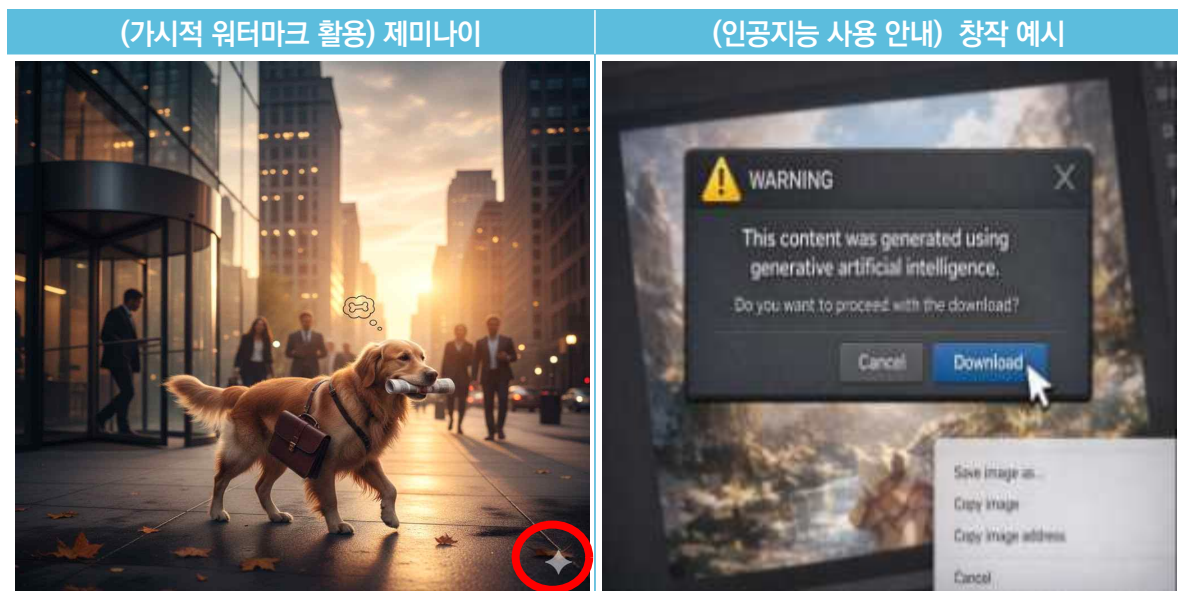 (가시적 워터마크 활용) 제미나이
(인공지능 사용 안내) 창작 예시
WARNING
X
This content was generated using
generative artificial intelligence.
Do you want to proceed with the download?
Cancel
Download
Save image as...
Copy image
Copy image address
Cancel